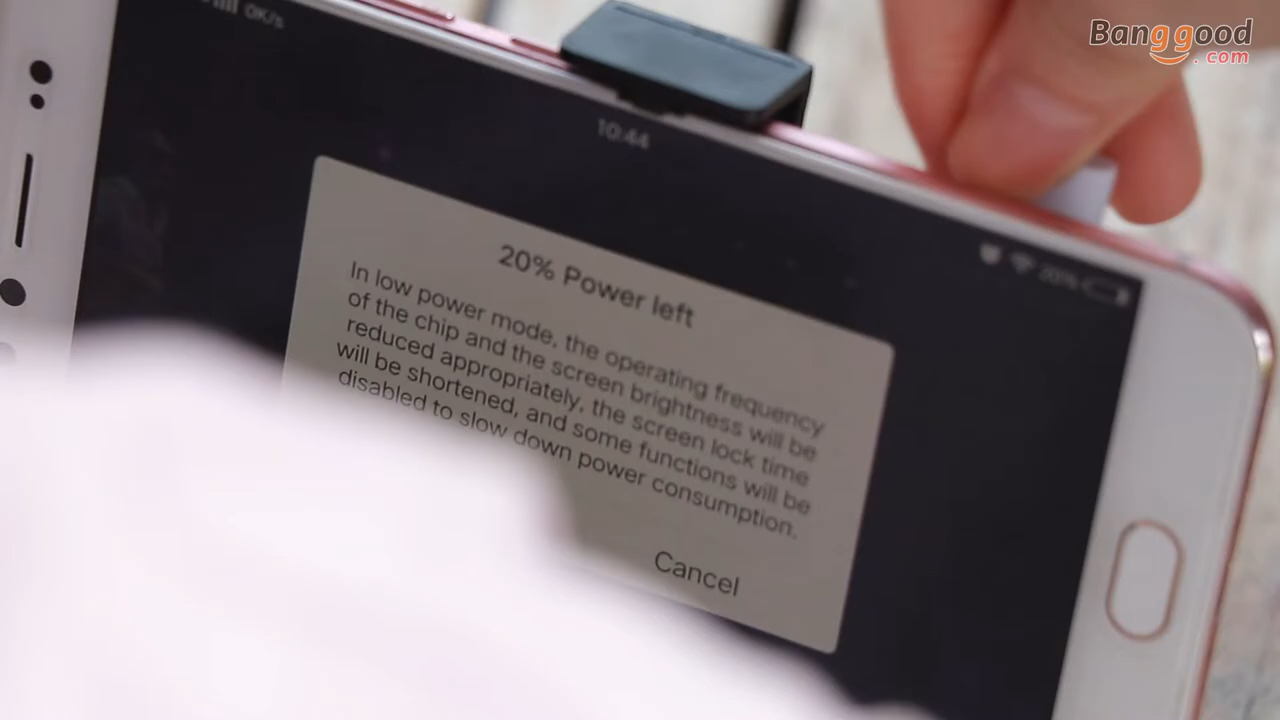 Banggood
.com
0K/s
10:44
20%
20% Power left
In low power mode, the operating frequency
of the chip and the screen brightness will be
reduced appropriately, the screen lock time
will be shortened, and some functions will be
disabled to slow down power consumption.
Cancel